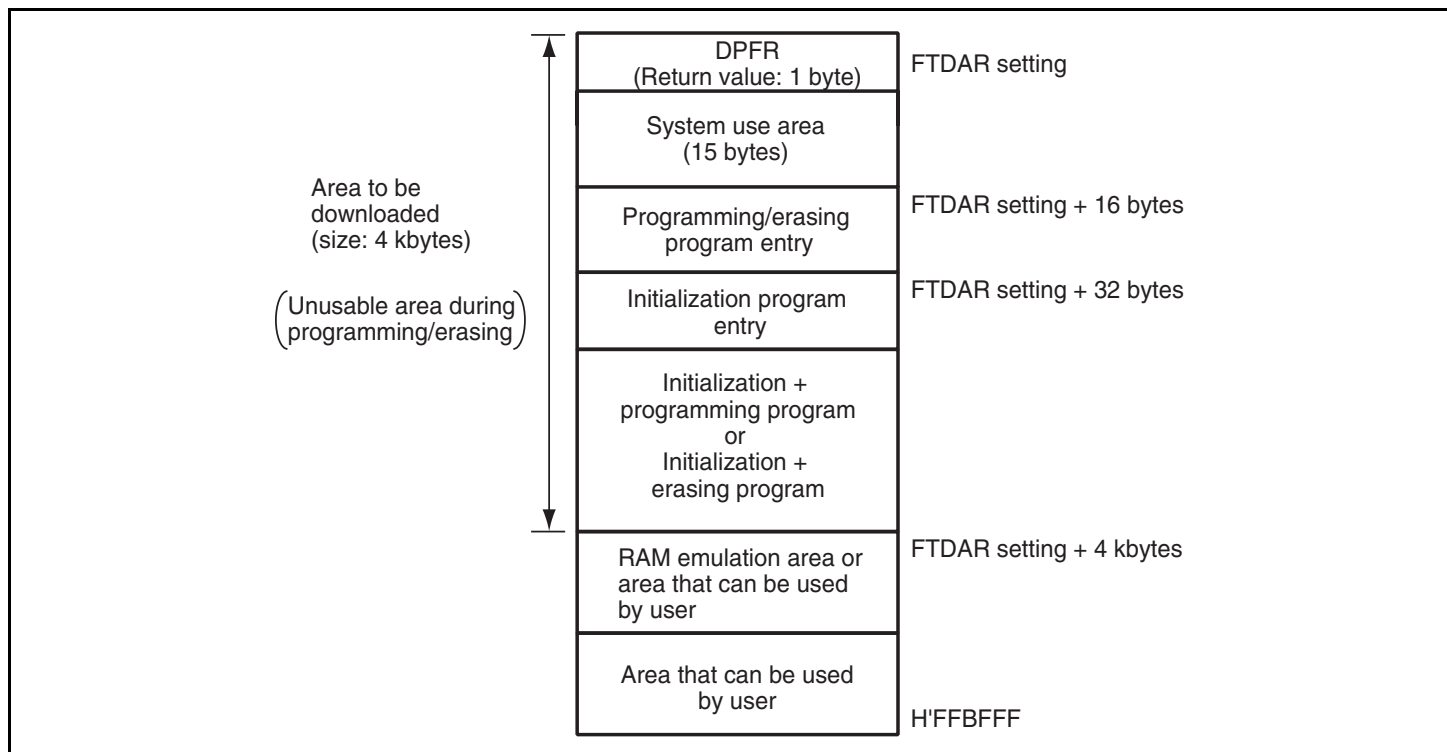 DPFR
(Return value: 1 byte)
FTDAR setting
System use area
(15 bytes)
Area to be
downloaded
(size: 4 kbytes)
(Unusable area during
programming/erasing)
Programming/erasing
program entry
FTDAR setting + 16 bytes
Initialization program
entry
FTDAR setting + 32 bytes
Initialization +
programming program
or
Initialization +
erasing program
RAM emulation area or
area that can be used
by user
FTDAR setting + 4 kbytes
Area that can be used
by user
H'FFBFFF